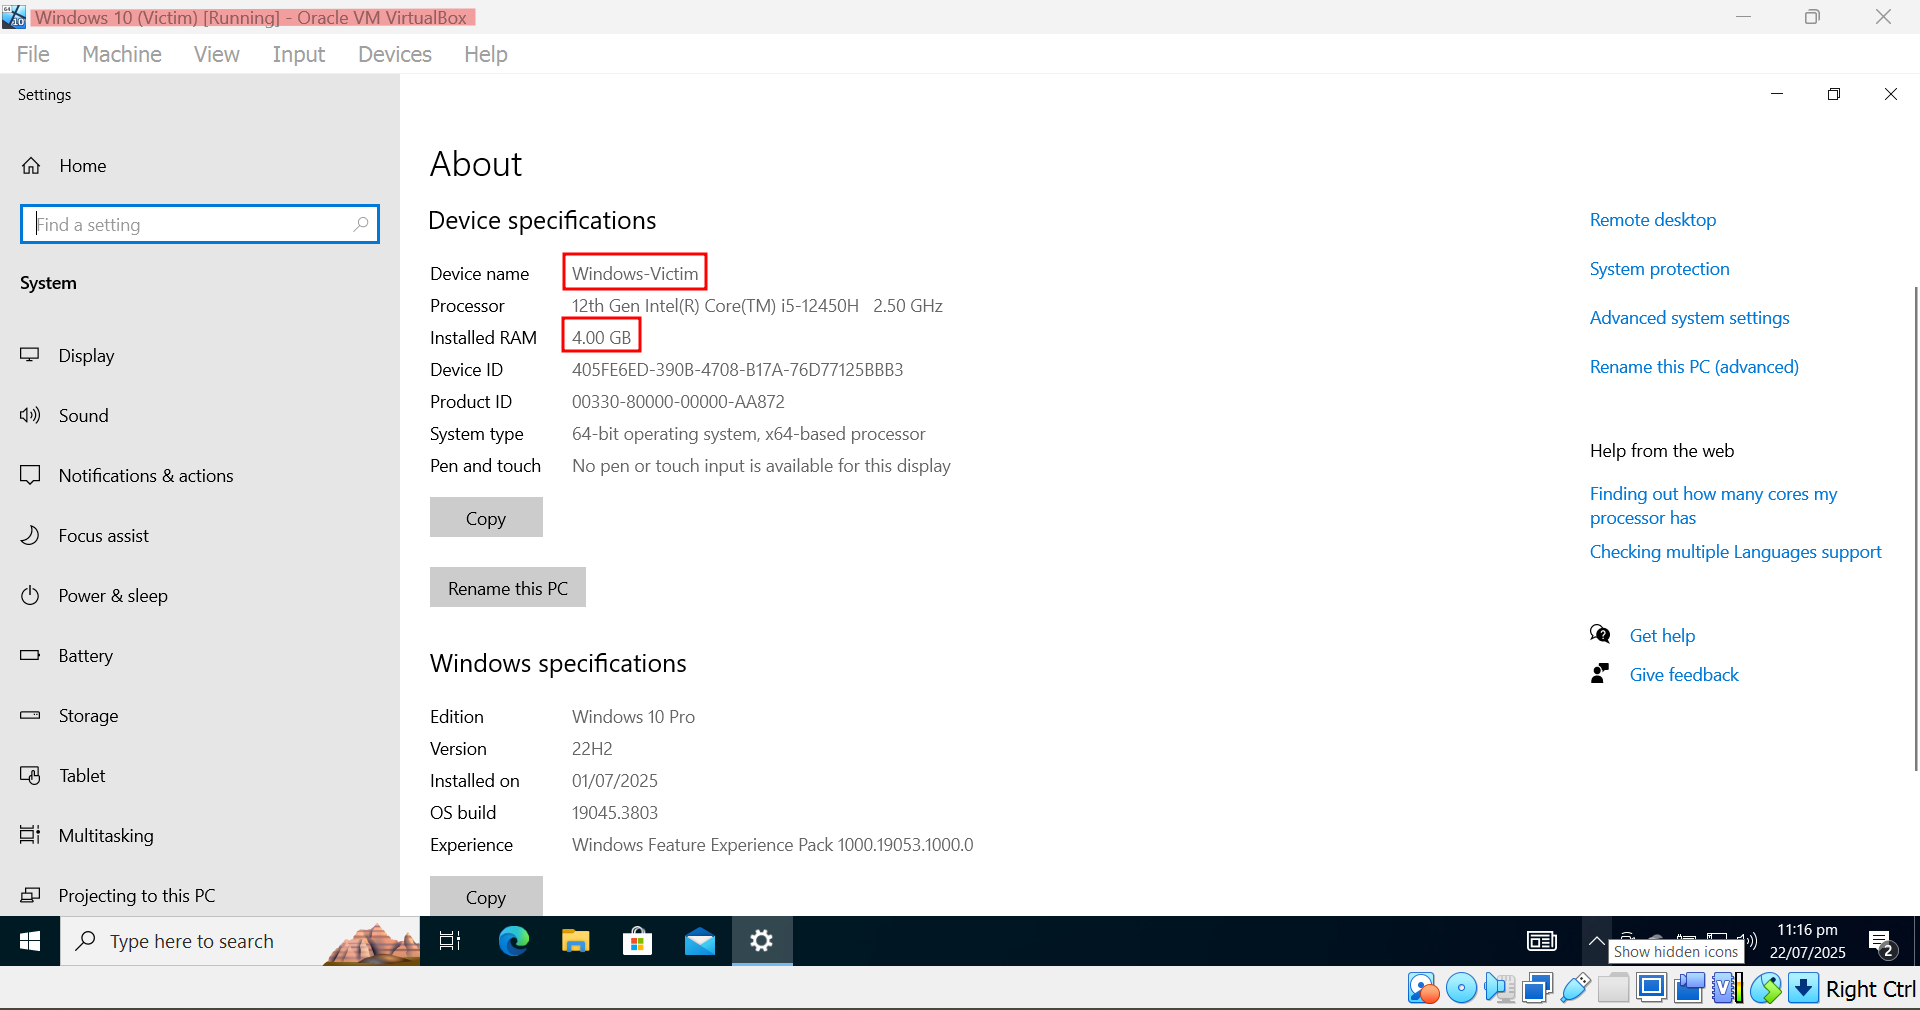 Windows 10 (Victim) [Running] - Oracle VM VirtualBox
File Machine View Input Devices Help
Settings
Home
Find a setting
System
Display
Sound
Notifications & actions
Focus assist
Power & sleep
Battery
Storage
Tablet
Multitasking
Projecting to this PC
About
Device specifications
Device name Windows-Victim
Processor 12th Gen Intel(R) Core(TM) i5-12450H 2.50 GHz
Installed RAM 4.00 GB
Device ID 405FE6ED-390B-4708-B17A-76D77125BBB3
Product ID 00330-80000-00000-AA872
System type 64-bit operating system, x64-based processor
Pen and touch No pen or touch input is available for this display
Copy
Rename this PC
Windows specifications
Edition Windows 10 Pro
Version 22H2
Installed on 01/07/2025
OS build 19045.3803
Experience Windows Feature Experience Pack 1000.19053.1000.0
Copy
Remote desktop
System protection
Advanced system settings
Rename this PC (advanced)
Help from the web
Finding out how many cores my
processor has
Checking multiple Languages support
Get help
Give feedback
Type here to search
Show hidden icons
11:16 pm
22/07/2025
2
Right Ctrl